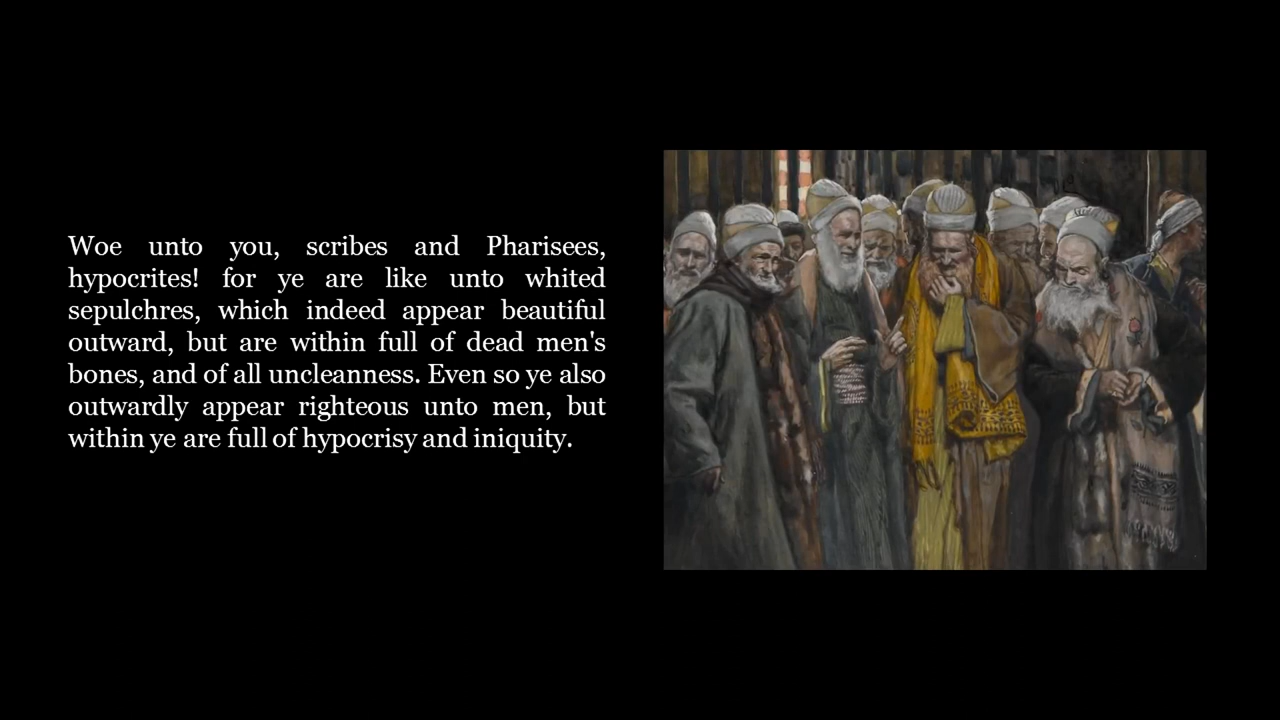 Woe unto you, scribes and Pharisees,
hypocrites! for ye are like unto whited
sepulchres, which indeed appear beautiful
outward, but are within full of dead men's
bones, and of all uncleanness. Even so ye also
outwardly appear righteous unto men, but
within ye are full of hypocrisy and iniquity.